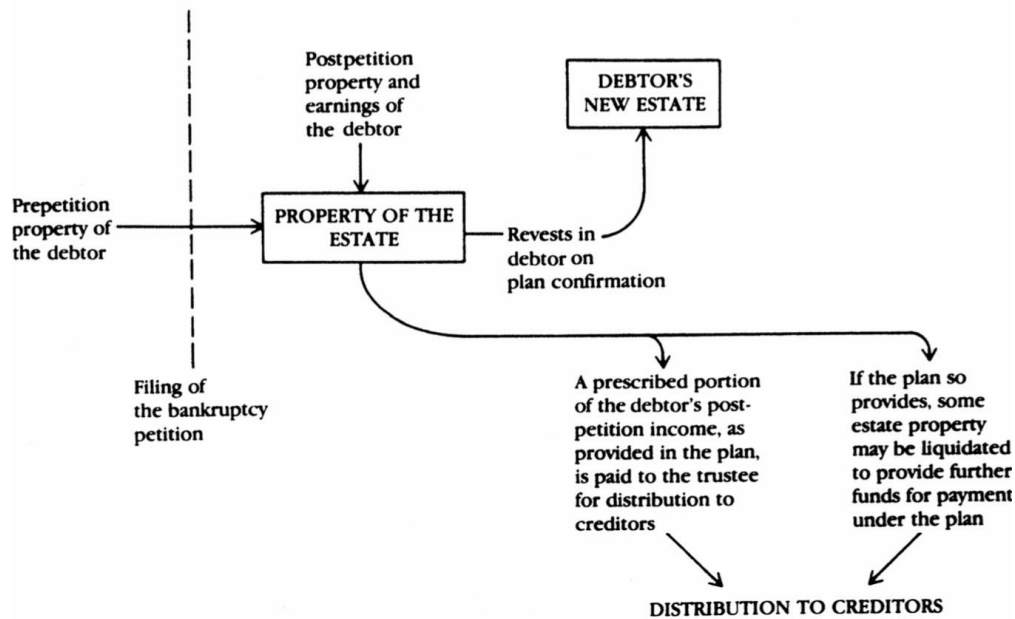 Postpetition
property and
earnings of
the debtor
DEBTOR'S
NEW ESTATE
Prepetition
property of
the debtor
PROPERTY OF THE
ESTATE
Revests in
debtor on
plan confirmation
Filing of
the bankruptcy
petition
A prescribed portion
of the debtor's post-
petition income, as
provided in the plan,
is paid to the trustee
for distribution to
creditors
If the plan so
provides, some
estate property
may be liquidated
to provide further
funds for payment
under the plan
DISTRIBUTION TO CREDITORS